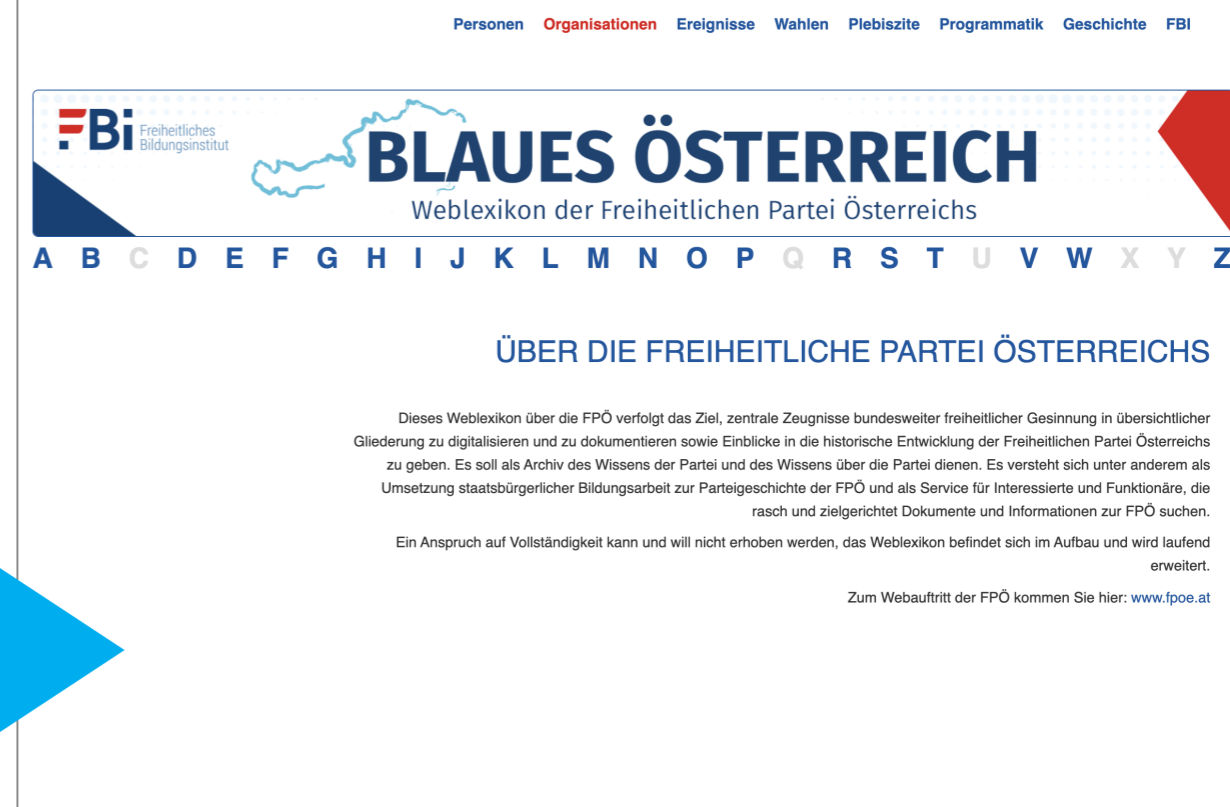 Personen Organisationen Ereignisse Wahlen Plebiszite Programmatik Geschichte FBI
FBi Freiheitliches
Bildungsinstitut
BLAUES ÖSTERREICH
Weblexikon der Freiheitlichen Partei Österreichs
A B C D E F G H I J K L M N O P Q R S T U V W X Y Z
ÜBER DIE FREIHEITLICHE PARTEI ÖSTERREICHS
Dieses Weblexikon über die FPÖ verfolgt das Ziel, zentrale Zeugnisse bundesweiter freiheitlicher Gesinnung in übersichtlicher
Gliederung zu digitalisieren und zu dokumentieren sowie Einblicke in die historische Entwicklung der Freiheitlichen Partei Österreichs
zu geben. Es soll als Archiv des Wissens der Partei und des Wissens über die Partei dienen. Es versteht sich unter anderem als
Umsetzung staatsbürgerlicher Bildungsarbeit zur Parteigeschichte der FPÖ und als Service für Interessierte und Funktionäre, die
rasch und zielgerichtet Dokumente und Informationen zur FPÖ suchen.
Ein Anspruch auf Vollständigkeit kann und will nicht erhoben werden, das Weblexikon befindet sich im Aufbau und wird laufend
erweitert.
Zum Webauftritt der FPÖ kommen Sie hier: www.fpoe.at